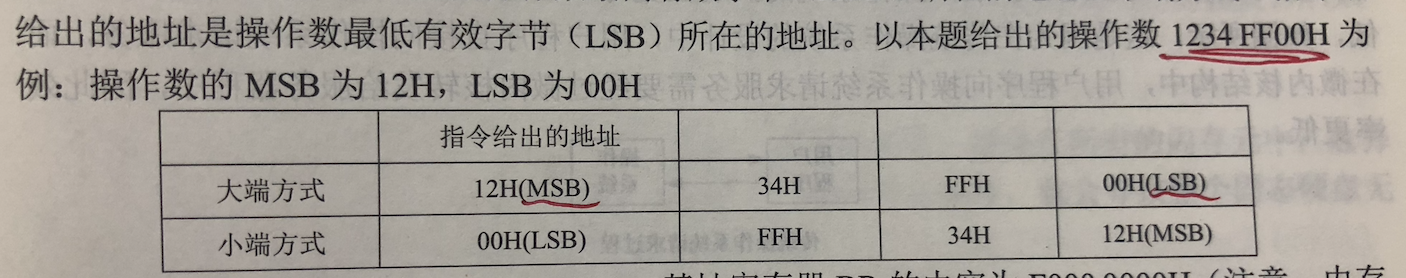 给出的地址是操作数最低有效字节（LSB）所在的地址。以本题给出的操作数 1234 FF00H 为
例：操作数的 MSB 为 12H，LSB 为 00H
指令给出的地址
大端方式 12H(MSB) 34H FFH 00H(LSB)
小端方式 00H(LSB) FFH 34H 12H(MSB)